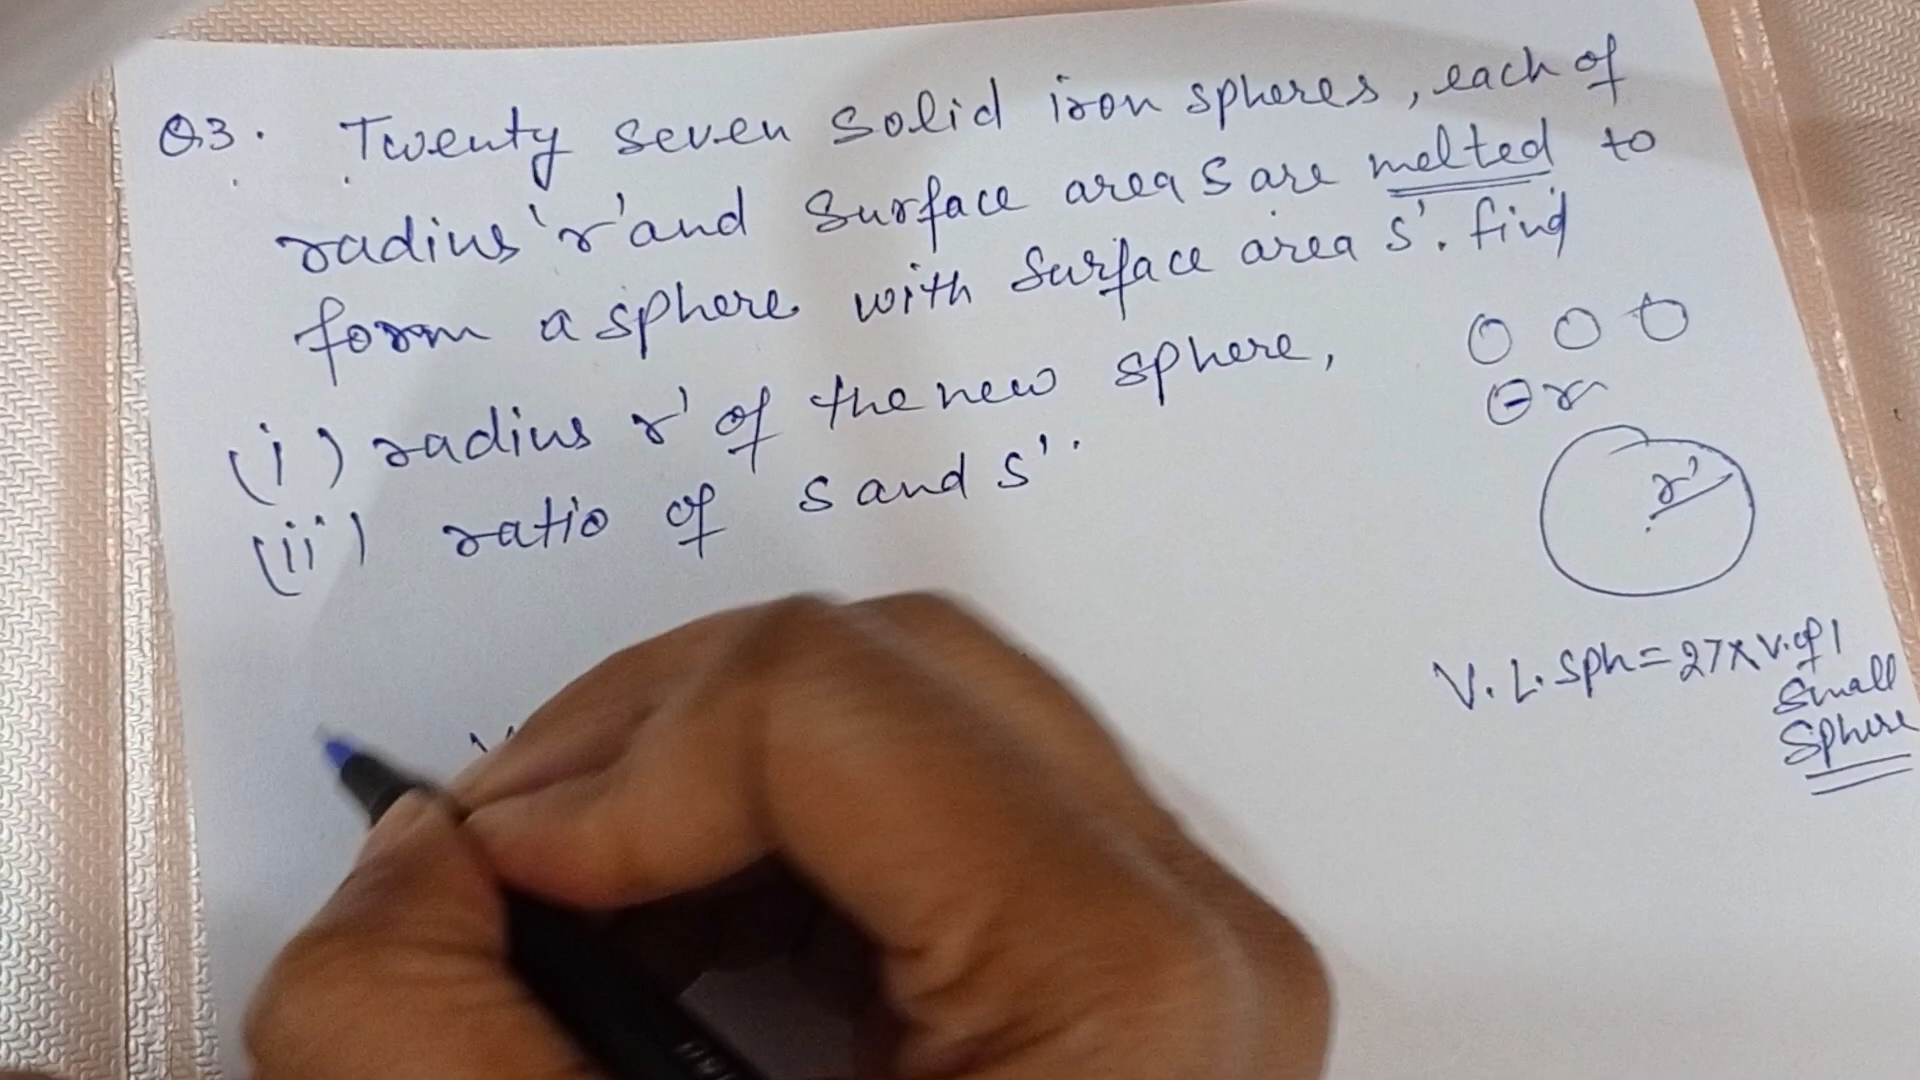 Q3. Twenty seven solid iron spheres, each of
radius 'r' and surface area S are melted to
form a sphere with surface area S'. find
(i) radius r' of the new sphere,
(ii) ratio of S and S'.
r
r'
V. L. Sph = 27 x V. of 1
Small
Sphere